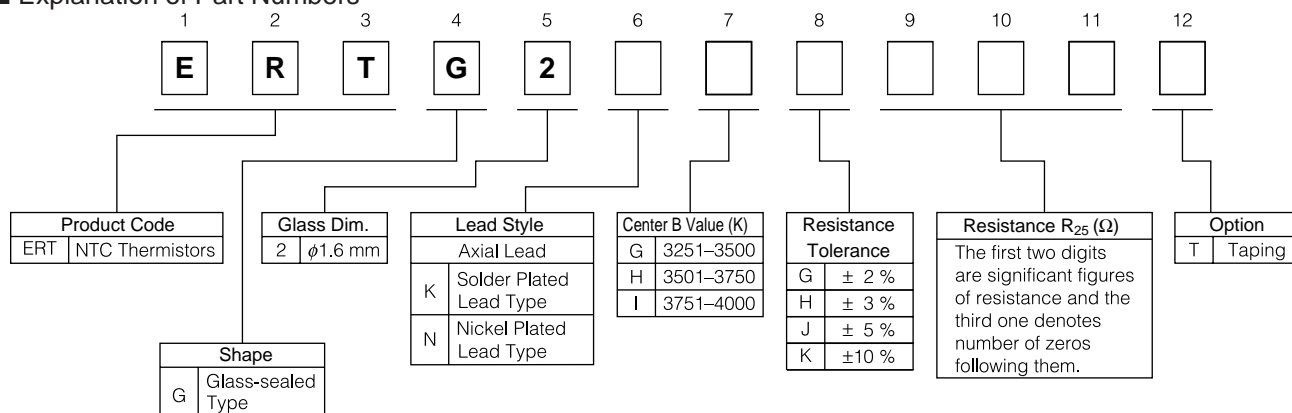 ■ Explanation of Part Numbers
1 2 3 4 5 6 7 8 9 10 11 12
E R T G 2
Product Code
ERT NTC Thermistors
Shape
G Glass-sealed
Type
Glass Dim.
2 ϕ1.6 mm
Lead Style
Axial Lead
K Solder Plated
Lead Type
N Nickel Plated
Lead Type
Center B Value (K)
G 3251–3500
H 3501–3750
I 3751–4000
Resistance
Tolerance
G ± 2 %
H ± 3 %
J ± 5 %
K ±10 %
Resistance R25 (Ω)
The first two digits
are significant figures
of resistance and the
third one denotes
number of zeros
following them.
Option
T Taping